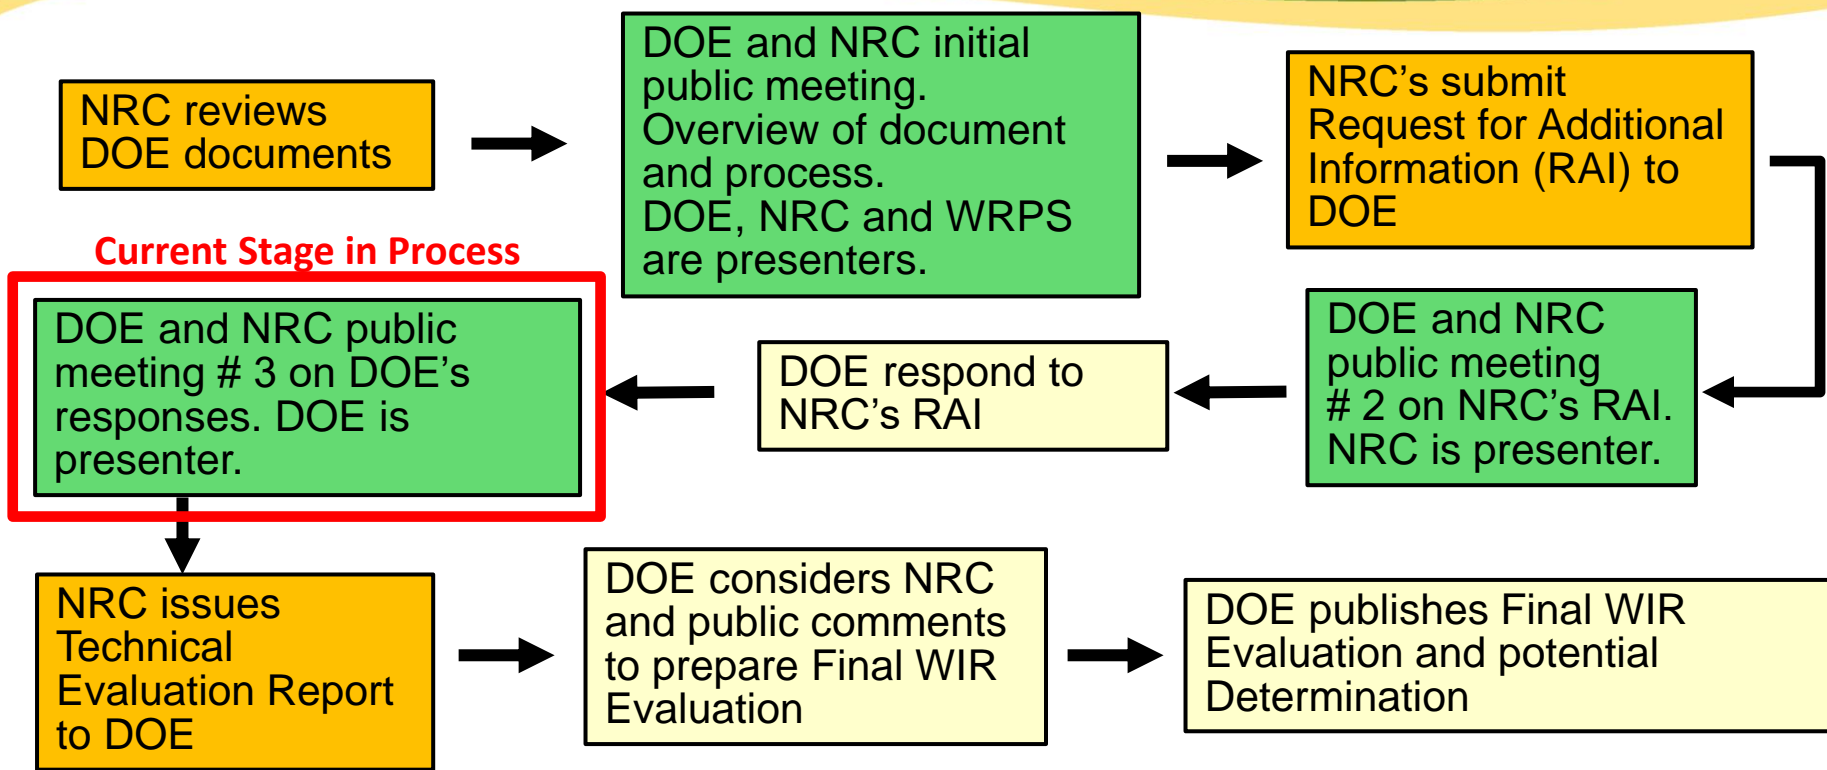 NRC reviews
DOE documents
DOE and NRC initial
public meeting.
Overview of document
and process.
DOE, NRC and WRPS
are presenters.
NRC’s submit
Request for Additional
Information (RAI) to
DOE
DOE and NRC
public meeting
# 2 on NRC’s RAI.
NRC is presenter.
DOE respond to
NRC’s RAI
Current Stage in Process
DOE and NRC public
meeting # 3 on DOE’s
responses. DOE is
presenter.
NRC issues
Technical
Evaluation Report
to DOE
DOE considers NRC
and public comments
to prepare Final WIR
Evaluation
DOE publishes Final WIR
Evaluation and potential
Determination